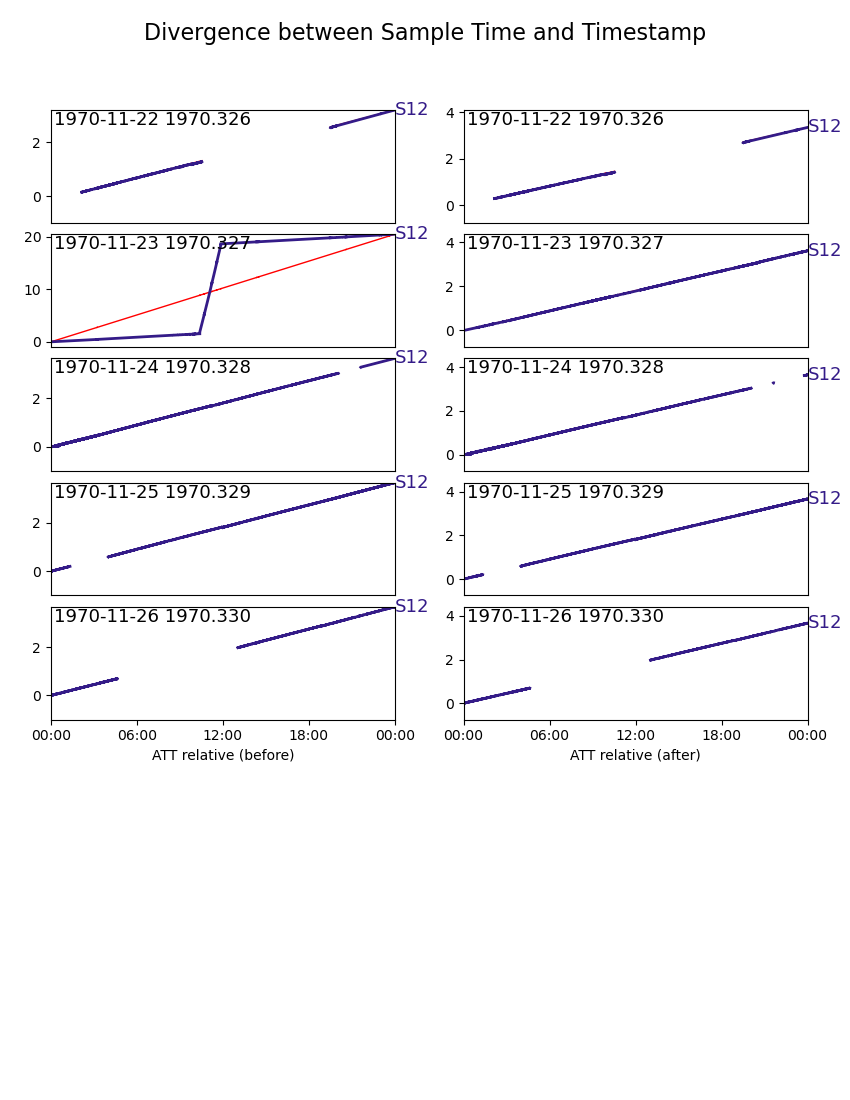 Divergence between Sample Time and Timestamp
1970-11-22 1970.326
S12
2
0
1970-11-22 1970.326
S12
4
2
0
1970-11-23 1970.327
S12
20
10
0
1970-11-23 1970.327
S12
4
2
0
1970-11-24 1970.328
S12
2
0
1970-11-24 1970.328
S12
4
2
0
1970-11-25 1970.329
S12
2
0
1970-11-25 1970.329
S12
4
2
0
1970-11-26 1970.330
S12
2
0
00:00 06:00 12:00 18:00 00:00
ATT relative (before)
1970-11-26 1970.330
S12
4
2
0
00:00 06:00 12:00 18:00 00:00
ATT relative (after)